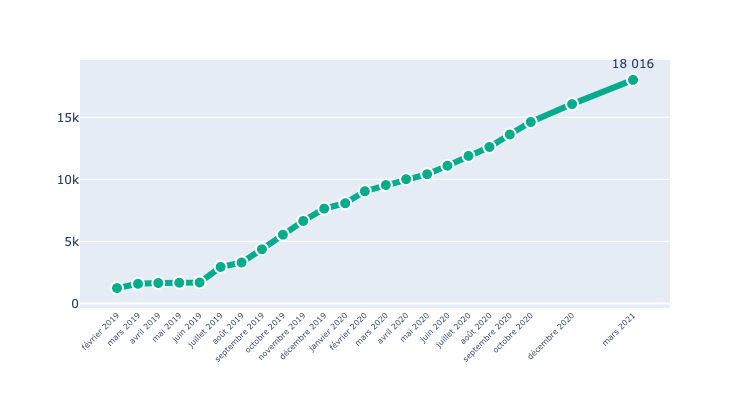 18 016
15k
10k
5k
0
février 2019
mars 2019
avril 2019
mai 2019
juin 2019
juillet 2019
août 2019
septembre 2019
octobre 2019
novembre 2019
décembre 2019
janvier 2020
février 2020
mars 2020
avril 2020
mai 2020
juin 2020
juillet 2020
août 2020
septembre 2020
octobre 2020
décembre 2020
mars 2021